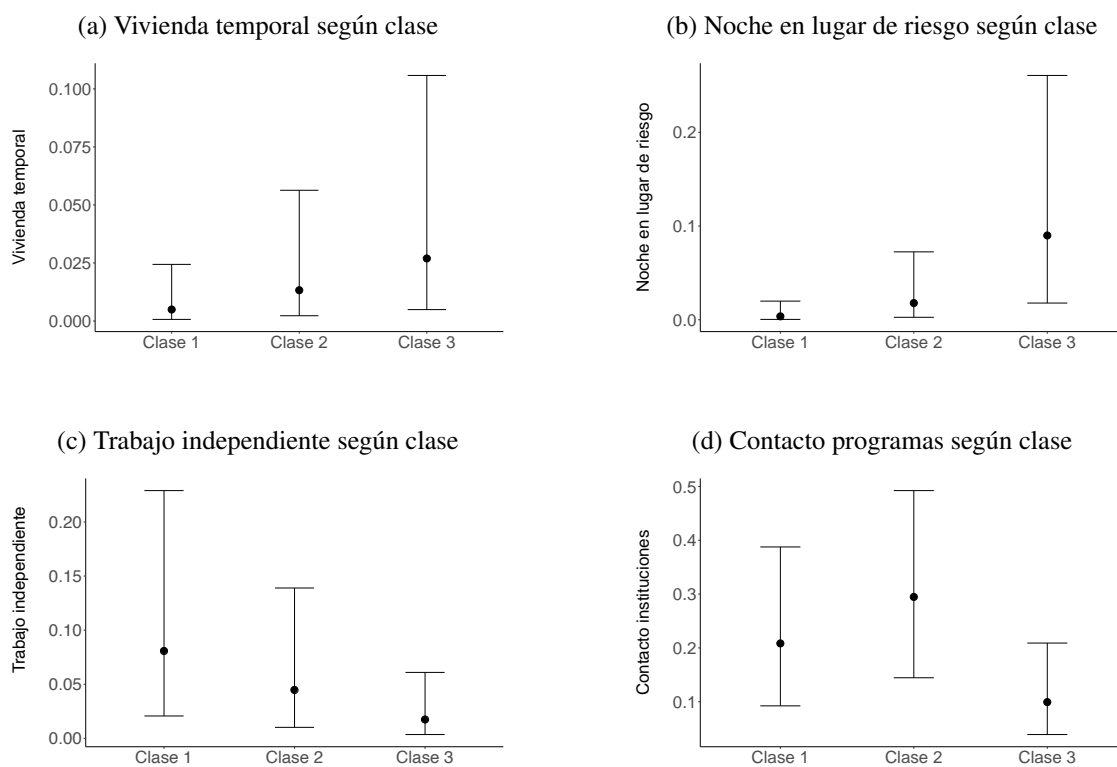 (a) Vivienda temporal según clase
Vivienda temporal
0.100
0.075
0.050
0.025
0.000
Clase 1 Clase 2 Clase 3
(b) Noche en lugar de riesgo según clase
Noche en lugar de riesgo
0.2
0.1
0.0
Clase 1 Clase 2 Clase 3
(c) Trabajo independiente según clase
Trabajo independiente
0.20
0.15
0.10
0.05
0.00
Clase 1 Clase 2 Clase 3
(d) Contacto programas según clase
Contacto instituciones
0.5
0.4
0.3
0.2
0.1
Clase 1 Clase 2 Clase 3